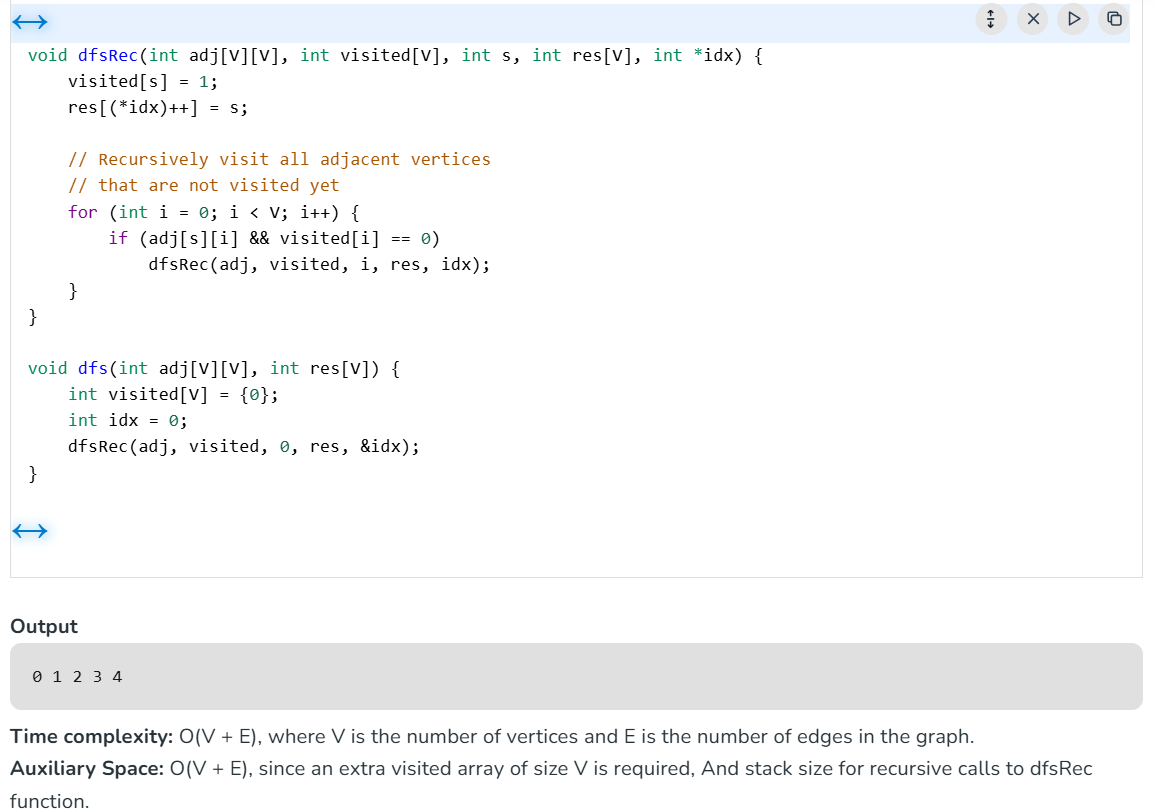 void dfsRec(int adj[V][V], int visited[V], int s, int res[V], int *idx) {
    visited[s] = 1;
    res[(*idx)++] = s;

    // Recursively visit all adjacent vertices
    // that are not visited yet
    for (int i = 0; i < V; i++) {
        if (adj[s][i] && visited[i] == 0)
            dfsRec(adj, visited, i, res, idx);
    }
}

void dfs(int adj[V][V], int res[V]) {
    int visited[V] = {0};
    int idx = 0;
    dfsRec(adj, visited, 0, res, &idx);
}

Output
0 1 2 3 4
Time complexity: O(V + E), where V is the number of vertices and E is the number of edges in the graph.
Auxiliary Space: O(V + E), since an extra visited array of size V is required, And stack size for recursive calls to dfsRec
function.